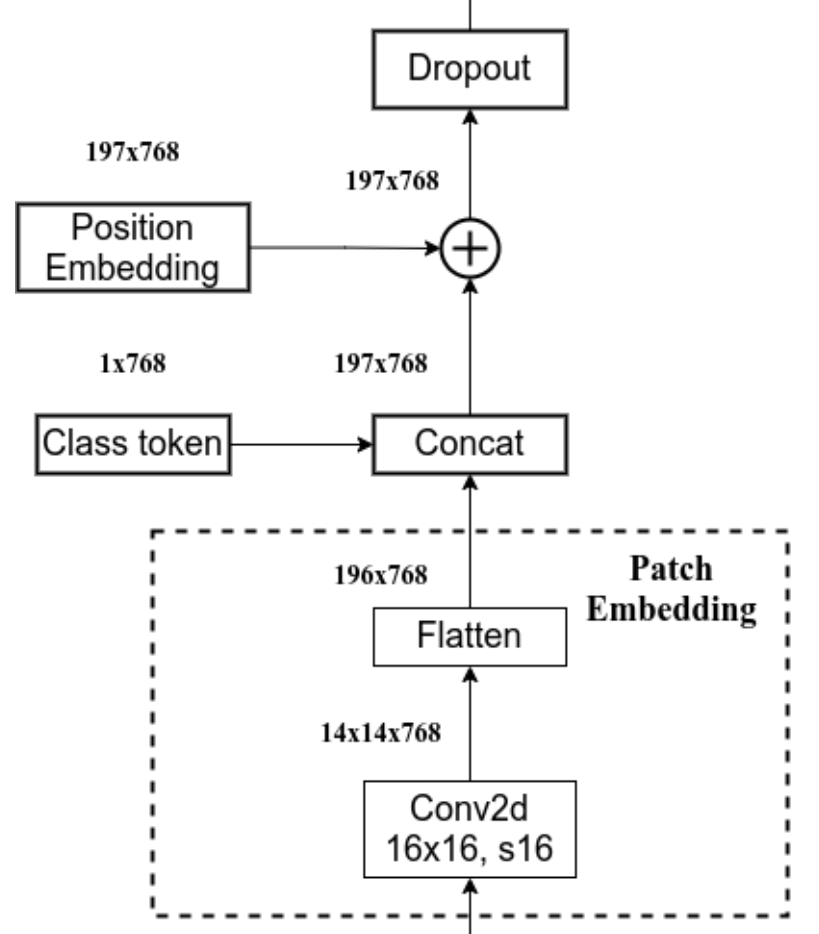 Dropout
197x768
197x768
Position
Embedding
+
1x768
197x768
Class token
Concat
196x768
Patch
Embedding
Flatten
14x14x768
Conv2d
16x16, s16